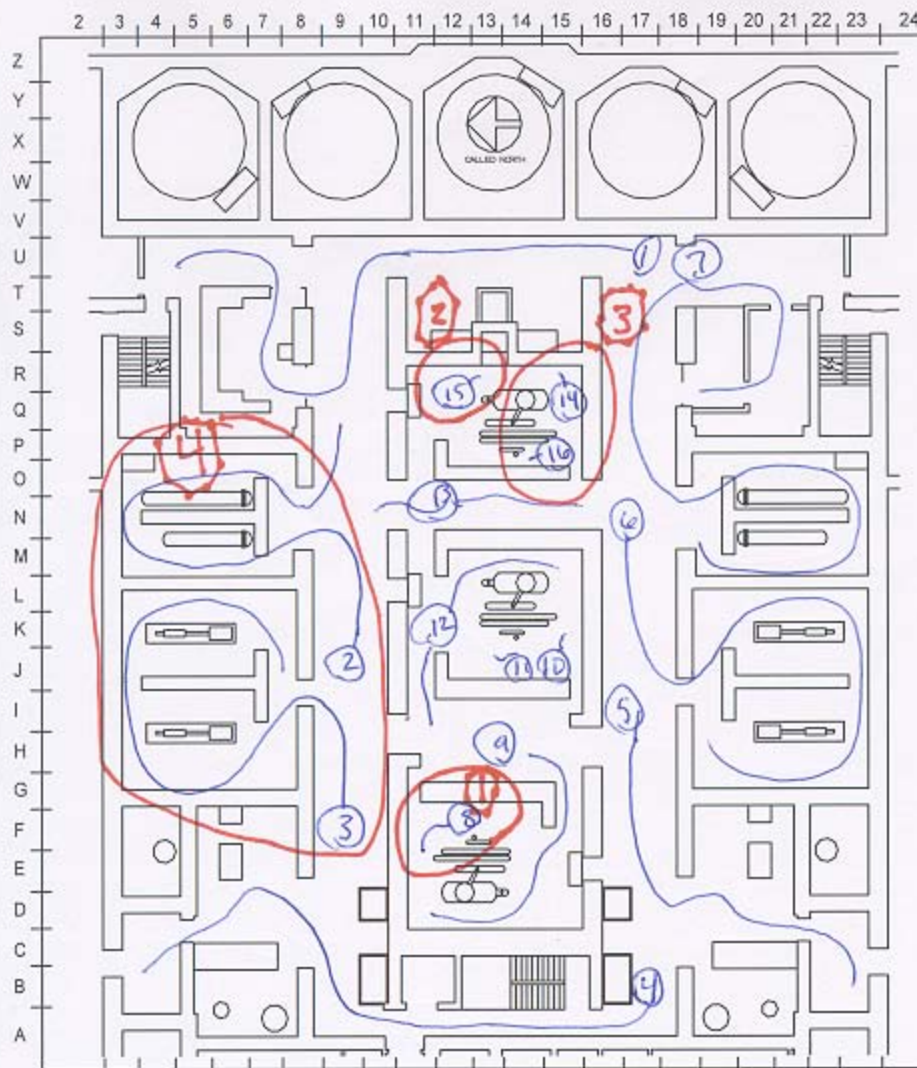 2 3 4 5 6 7 8 9 10 11 12 13 14 15 16 17 18 19 20 21 22 23 24
Z
Y
X
CALLED NORTH
W
V
U 1 7
T
S 2 3
R
Q 15 14
P 4 16
O
N 6
M
L
K 12
J 2 11 10
I 5
H 9
G 1
F 3 8
E
D
C
B 4
A